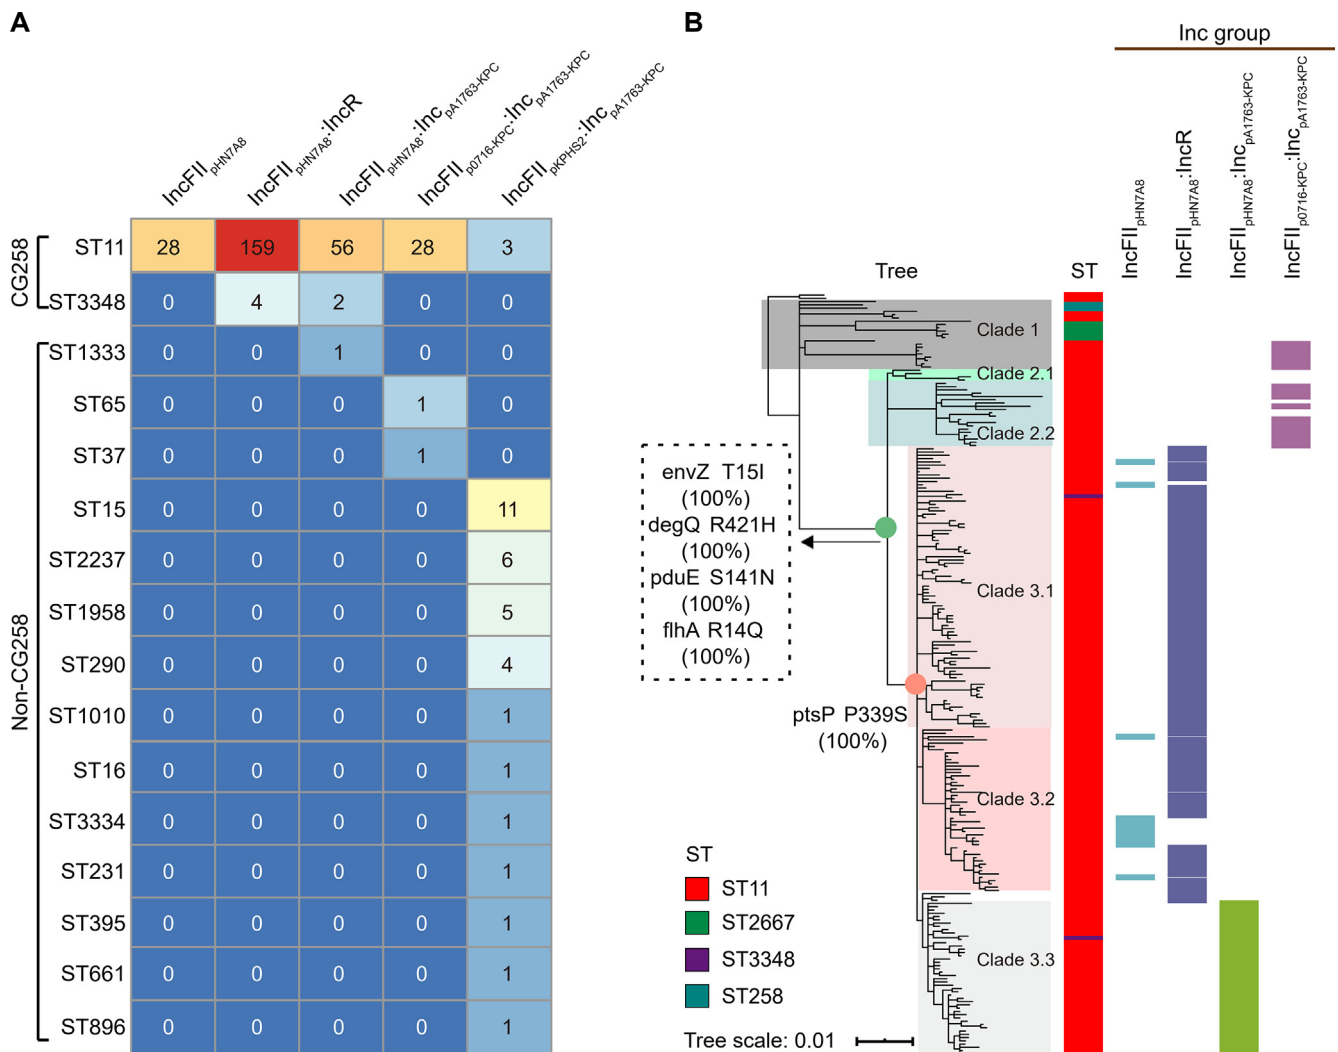 A
IncFII pHN7A8
IncFII pHN7A8:IncR
IncFII pHN7A8:Inc pA1763-KPC
IncFII p0716-KPC:Inc pA1763-KPC
IncFII pKPHS2:Inc pA1763-KPC
CG258
ST11 28 159 56 28 3
ST3348 0 4 2 0 0
Non-CG258
ST1333 0 0 1 0 0
ST65 0 0 0 1 0
ST37 0 0 0 1 0
ST15 0 0 0 0 11
ST2237 0 0 0 0 6
ST1958 0 0 0 0 5
ST290 0 0 0 0 4
ST1010 0 0 0 0 1
ST16 0 0 0 0 1
ST3334 0 0 0 0 1
ST231 0 0 0 0 1
ST395 0 0 0 0 1
ST661 0 0 0 0 1
ST896 0 0 0 0 1
B
Inc group
Tree
ST
IncFII pHN7A8
IncFII pHN7A8:IncR
IncFII pHN7A8:Inc pA1763-KPC
IncFII p0716-KPC:Inc pA1763-KPC
Clade 1
Clade 2.1
Clade 2.2
Clade 3.1
Clade 3.2
Clade 3.3
envZ T15I
(100%)
degQ R421H
(100%)
pduE S141N
(100%)
flhA R14Q
(100%)
ptsP P339S
(100%)
ST
ST11
ST2667
ST3348
ST258
Tree scale: 0.01